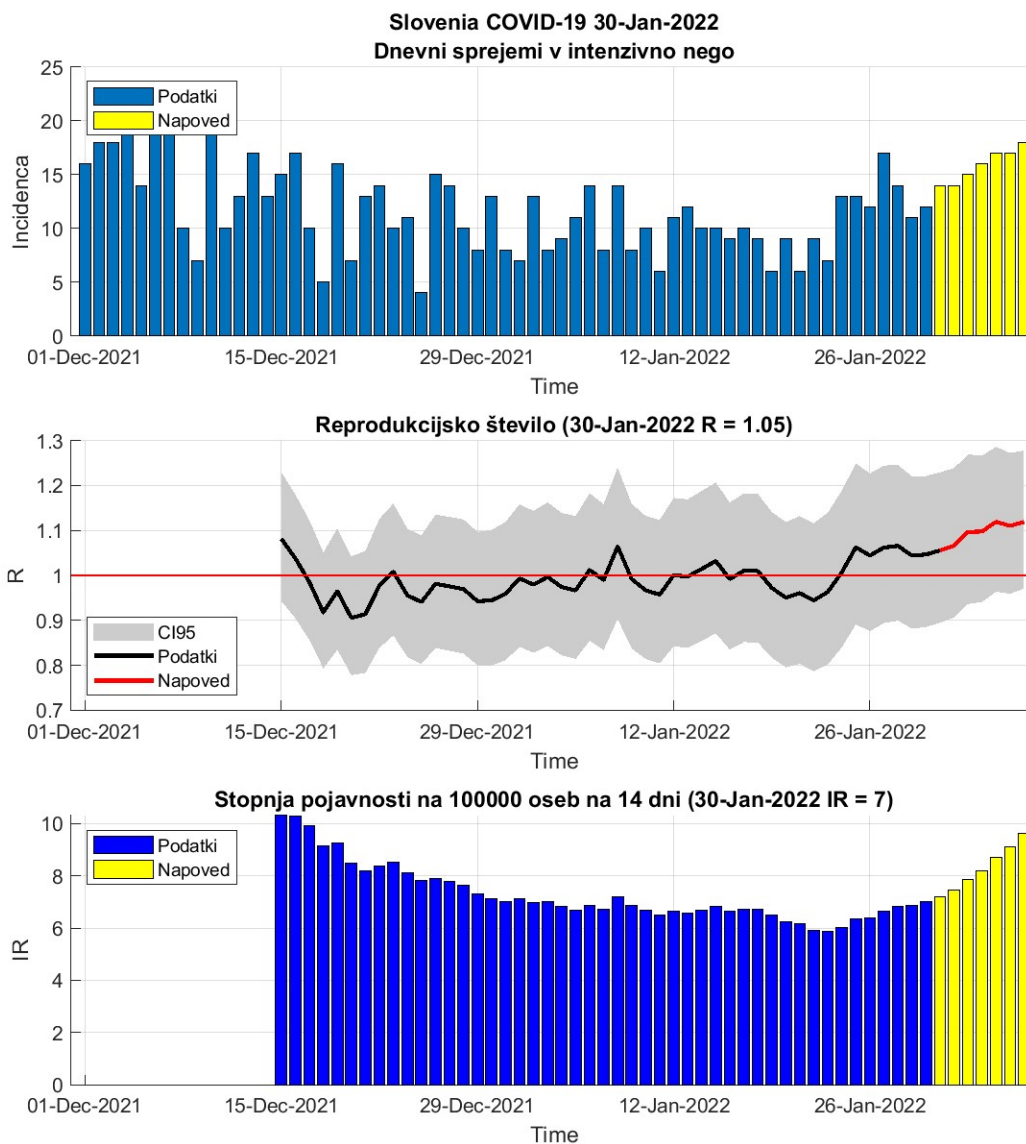 Slovenia COVID-19 30-Jan-2022
Dnevni sprejemi v intenzivno nego
25
20
15
10
5
0
Incidenca
Podatki
Napoved
01-Dec-2021 15-Dec-2021 29-Dec-2021 12-Jan-2022 26-Jan-2022
Time
Reprodukcijsko število (30-Jan-2022 R = 1.05)
1.3
1.2
1.1
1
0.9
0.8
0.7
R
CI95
Podatki
Napoved
01-Dec-2021 15-Dec-2021 29-Dec-2021 12-Jan-2022 26-Jan-2022
Time
Stopnja pojavnosti na 100000 oseb na 14 dni (30-Jan-2022 IR = 7)
10
8
6
4
2
0
IR
Podatki
Napoved
01-Dec-2021 15-Dec-2021 29-Dec-2021 12-Jan-2022 26-Jan-2022
Time